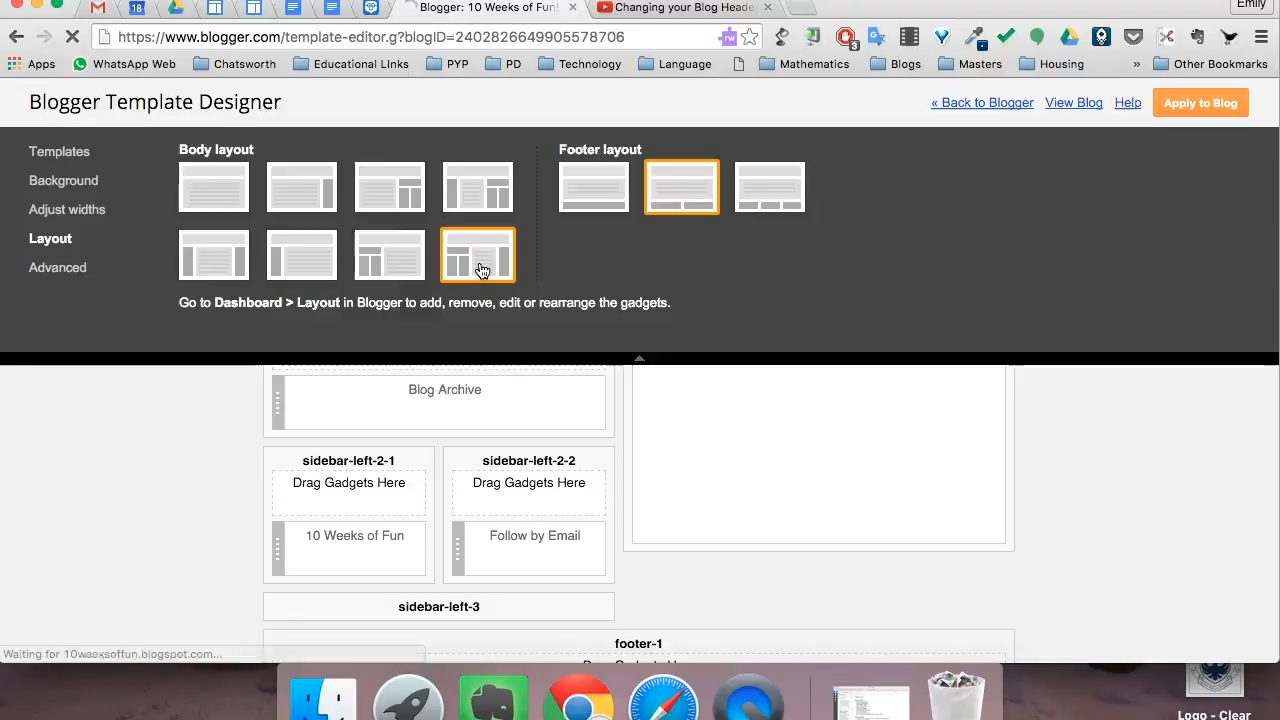 Blogger: 10 Weeks of Fun:
Changing your Blog Heade
Emily
18
https://www.blogger.com/template-editor.g?blogID=2402826649905578706
rw
3
Apps
WhatsApp Web
Chatsworth
Educational LInks
PYP
PD
Technology
Language
Mathematics
Blogs
Masters
Housing
»
Other Bookmarks
Blogger Template Designer
« Back to Blogger
View Blog
Help
Apply to Blog
Templates
Background
Adjust widths
Layout
Advanced
Body layout
Footer layout
Go to Dashboard > Layout in Blogger to add, remove, edit or rearrange the gadgets.
Blog Archive
sidebar-left-2-1
sidebar-left-2-2
Drag Gadgets Here
Drag Gadgets Here
10 Weeks of Fun
Follow by Email
sidebar-left-3
footer-1
Waiting for 10weeksoffun.blogspot.com...
Logo - Clear